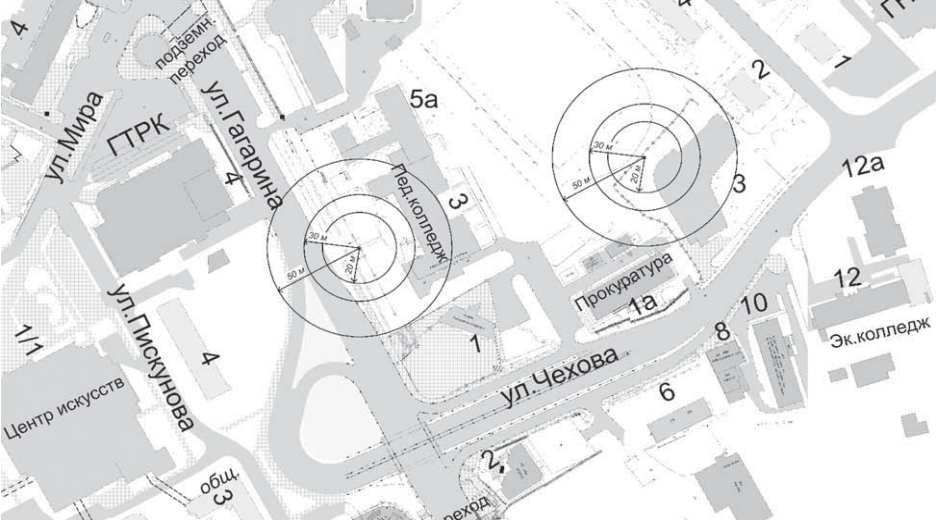 4
подземн.
переход
4
2
1
5а
ул.Мира
ГТРК
ул.Гагарина
4
Пед.колледж
3
30 м
50 м
20 м
30 м
50 м
20 м
3
12а
Прокуратура
1а
12
10
8
Эк.колледж
ул.Пискунова
1/1
4
1
ул.Чехова
6
Центр искусств
общ.
3
2